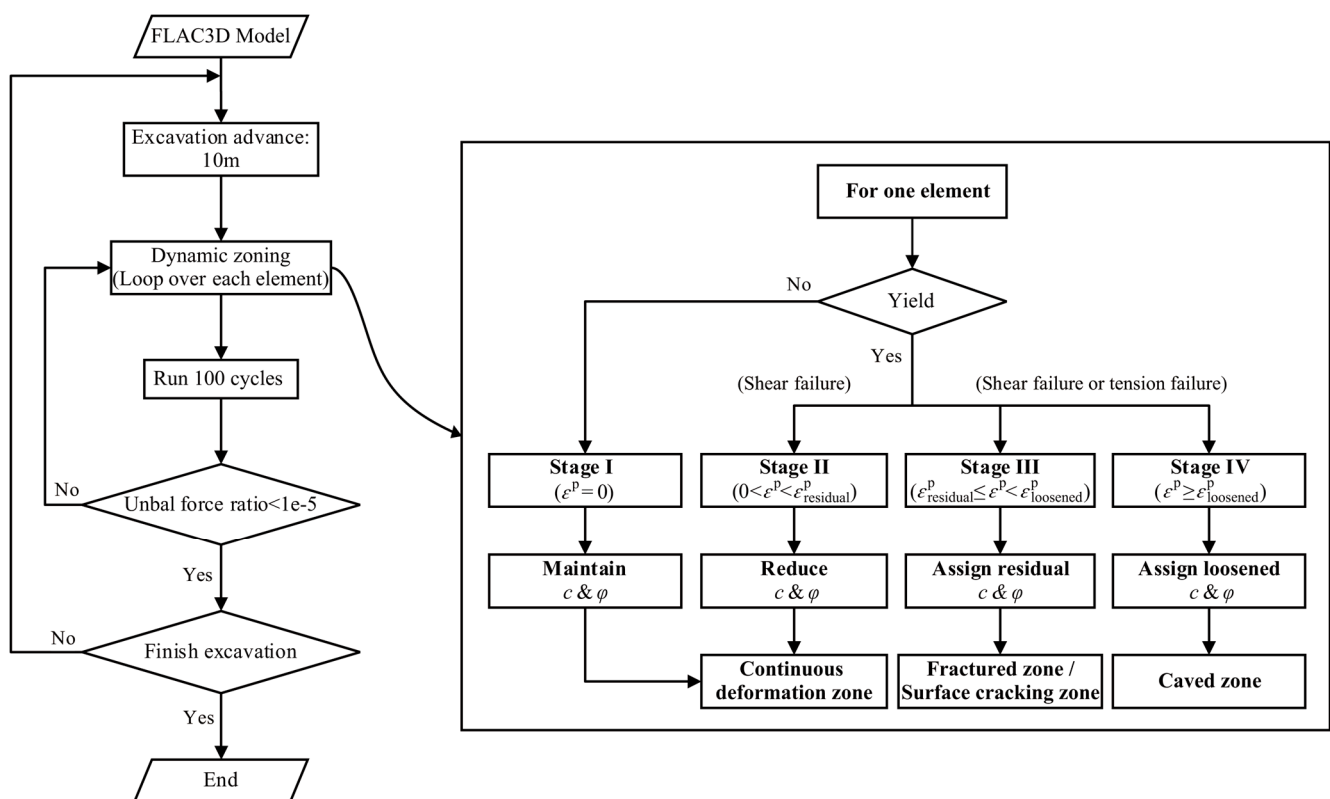 FLAC3D Model
Excavation advance:
10m
Dynamic zoning
(Loop over each element)
Run 100 cycles
Unbal force ratio<1e-5
No
Yes
Finish excavation
No
Yes
End
For one element
Yield
No
Yes
(Shear failure)
(Shear failure or tension failure)
Stage I
(εᵖ= 0)
Stage II
(0<εᵖ<εᵖresidual)
Stage III
(εᵖresidual≤εᵖ<εᵖloosened)
Stage IV
(εᵖ≥εᵖloosened)
Maintain
c & φ
Reduce
c & φ
Assign residual
c & φ
Assign loosened
c & φ
Continuous
deformation zone
Fractured zone /
Surface cracking zone
Caved zone